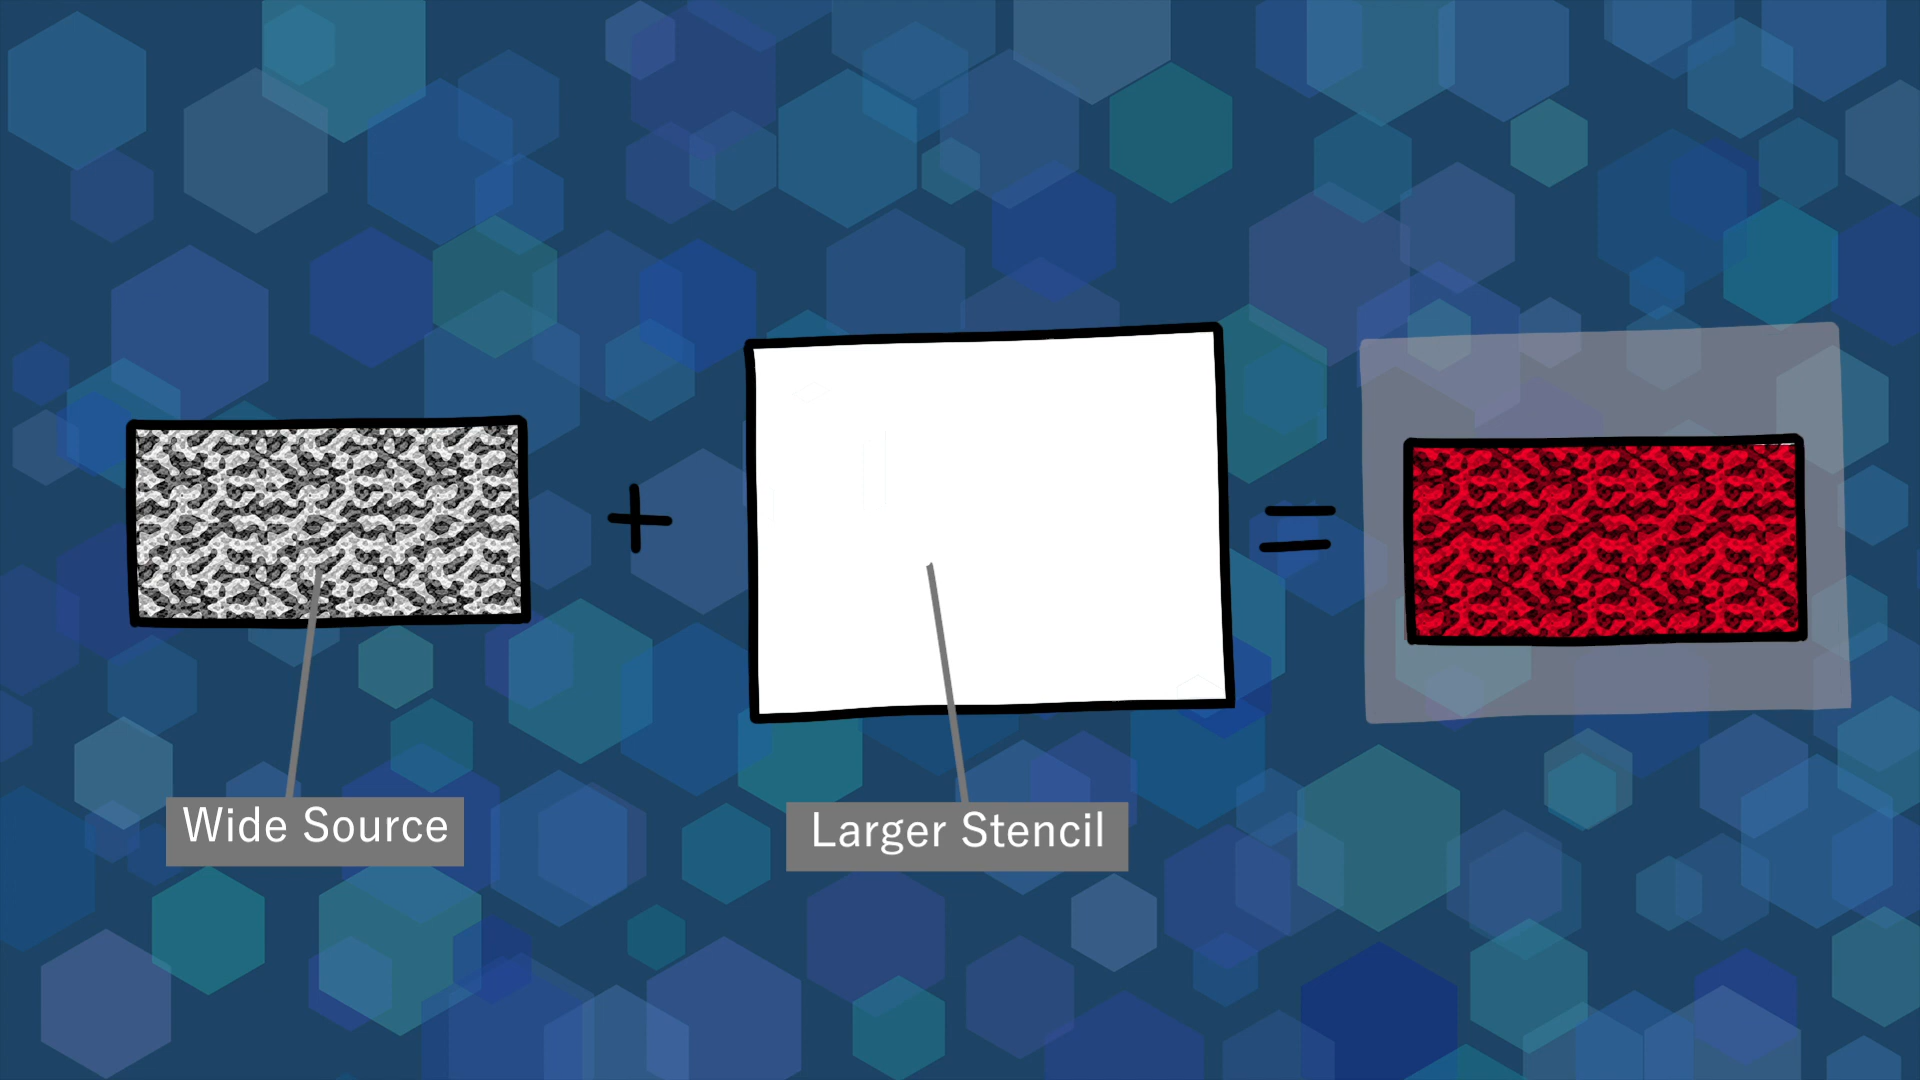 +
=
Wide Source
Larger Stencil